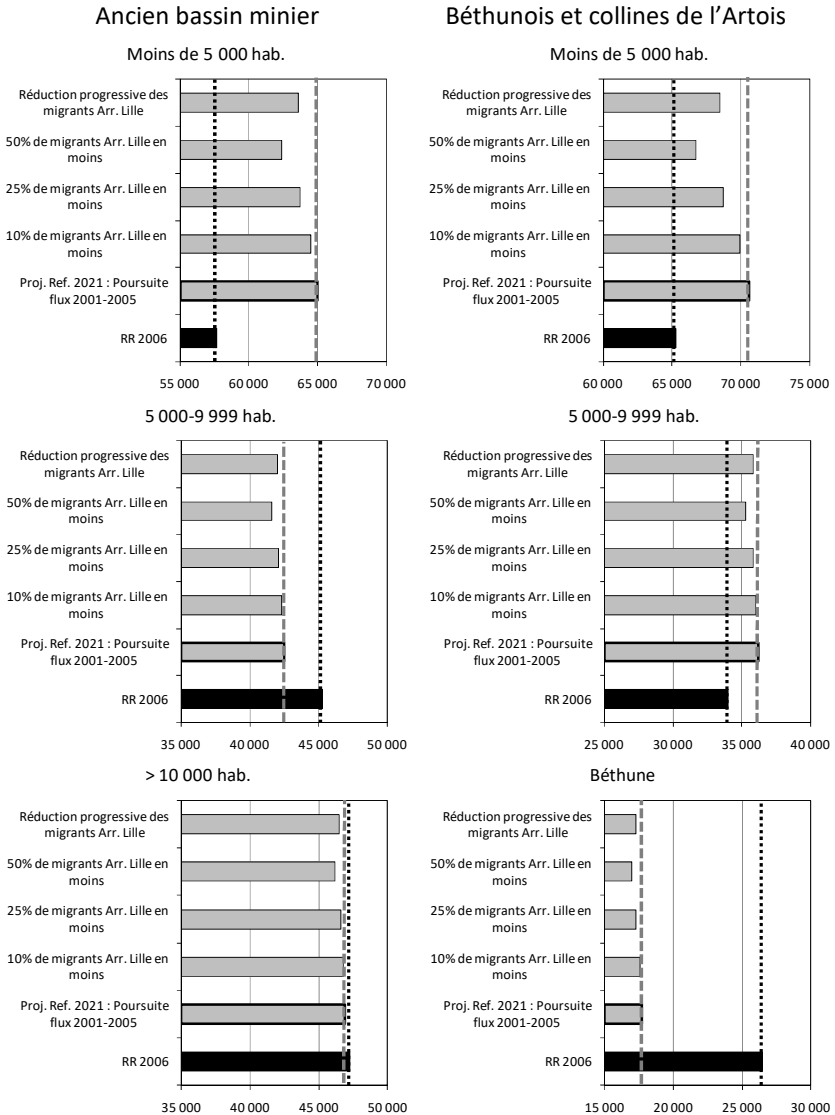 Ancien bassin minier
Béthunois et collines de l'Artois
Moins de 5 000 hab.
Réduction progressive des
migrants Arr. Lille
50% de migrants Arr. Lille en
moins
25% de migrants Arr. Lille en
moins
10% de migrants Arr. Lille en
moins
Proj. Ref. 2021 : Poursuite
flux 2001-2005
RR 2006
55 000 60 000 65 000 70 000
Moins de 5 000 hab.
Réduction progressive des
migrants Arr. Lille
50% de migrants Arr. Lille en
moins
25% de migrants Arr. Lille en
moins
10% de migrants Arr. Lille en
moins
Proj. Ref. 2021 : Poursuite
flux 2001-2005
RR 2006
60 000 65 000 70 000 75 000
5 000-9 999 hab.
Réduction progressive des
migrants Arr. Lille
50% de migrants Arr. Lille en
moins
25% de migrants Arr. Lille en
moins
10% de migrants Arr. Lille en
moins
Proj. Ref. 2021 : Poursuite
flux 2001-2005
RR 2006
35 000 40 000 45 000 50 000
5 000-9 999 hab.
Réduction progressive des
migrants Arr. Lille
50% de migrants Arr. Lille en
moins
25% de migrants Arr. Lille en
moins
10% de migrants Arr. Lille en
moins
Proj. Ref. 2021 : Poursuite
flux 2001-2005
RR 2006
25 000 30 000 35 000 40 000
> 10 000 hab.
Réduction progressive des
migrants Arr. Lille
50% de migrants Arr. Lille en
moins
25% de migrants Arr. Lille en
moins
10% de migrants Arr. Lille en
moins
Proj. Ref. 2021 : Poursuite
flux 2001-2005
RR 2006
35 000 40 000 45 000 50 000
Béthune
Réduction progressive des
migrants Arr. Lille
50% de migrants Arr. Lille en
moins
25% de migrants Arr. Lille en
moins
10% de migrants Arr. Lille en
moins
Proj. Ref. 2021 : Poursuite
flux 2001-2005
RR 2006
15 000 20 000 25 000 30 000